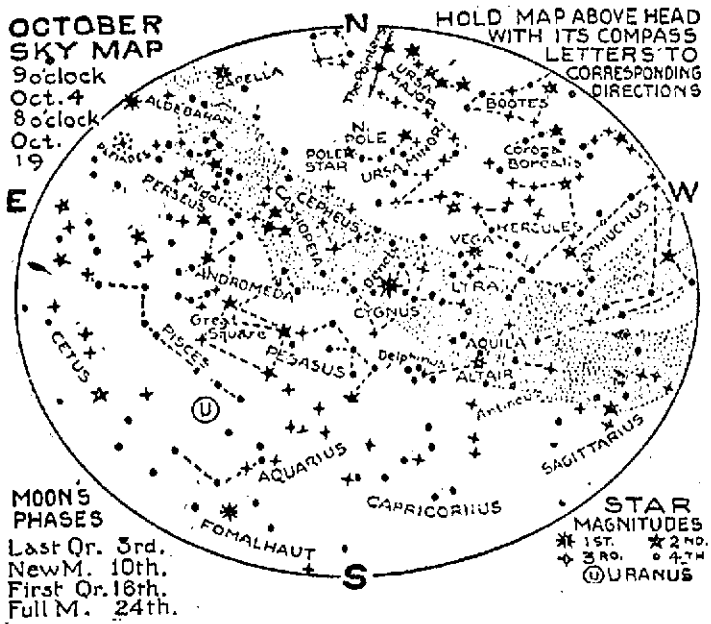 OCTOBER
SKY MAP
9 o'clock
Oct. 4
8 o'clock
Oct.
19
N
HOLD MAP ABOVE HEAD
WITH ITS COMPASS
LETTERS TO
CORRESPONDING
DIRECTIONS
CAPELLA
The Pointers
URSA
MAJOR
BOOTES
ALDEBARAN
N.
POLE
POLE
STAR
URSA MINOR
Corona
Borealis
PLEIADES
Algol
PERSEUS
CASSIOPEIA
CEPHEUS
E
W
VEGA
HERCULES
OPHIUCHUS
ANDROMEDA
Deneb
LYRA
CYGNUS
CETUS
PISCES
Great
Square
PEGASUS
Delphinus
AQUILA
ALTAIR
Antinous
U
AQUARIUS
CAPRICORNUS
SAGITTARIUS
FOMALHAUT
S
MOON'S
PHASES
Last Qr. 3rd.
New M. 10th.
First Qr. 16th.
Full M. 24th.
STAR
MAGNITUDES
1ST. 2ND.
3RD. 4TH
U URANUS